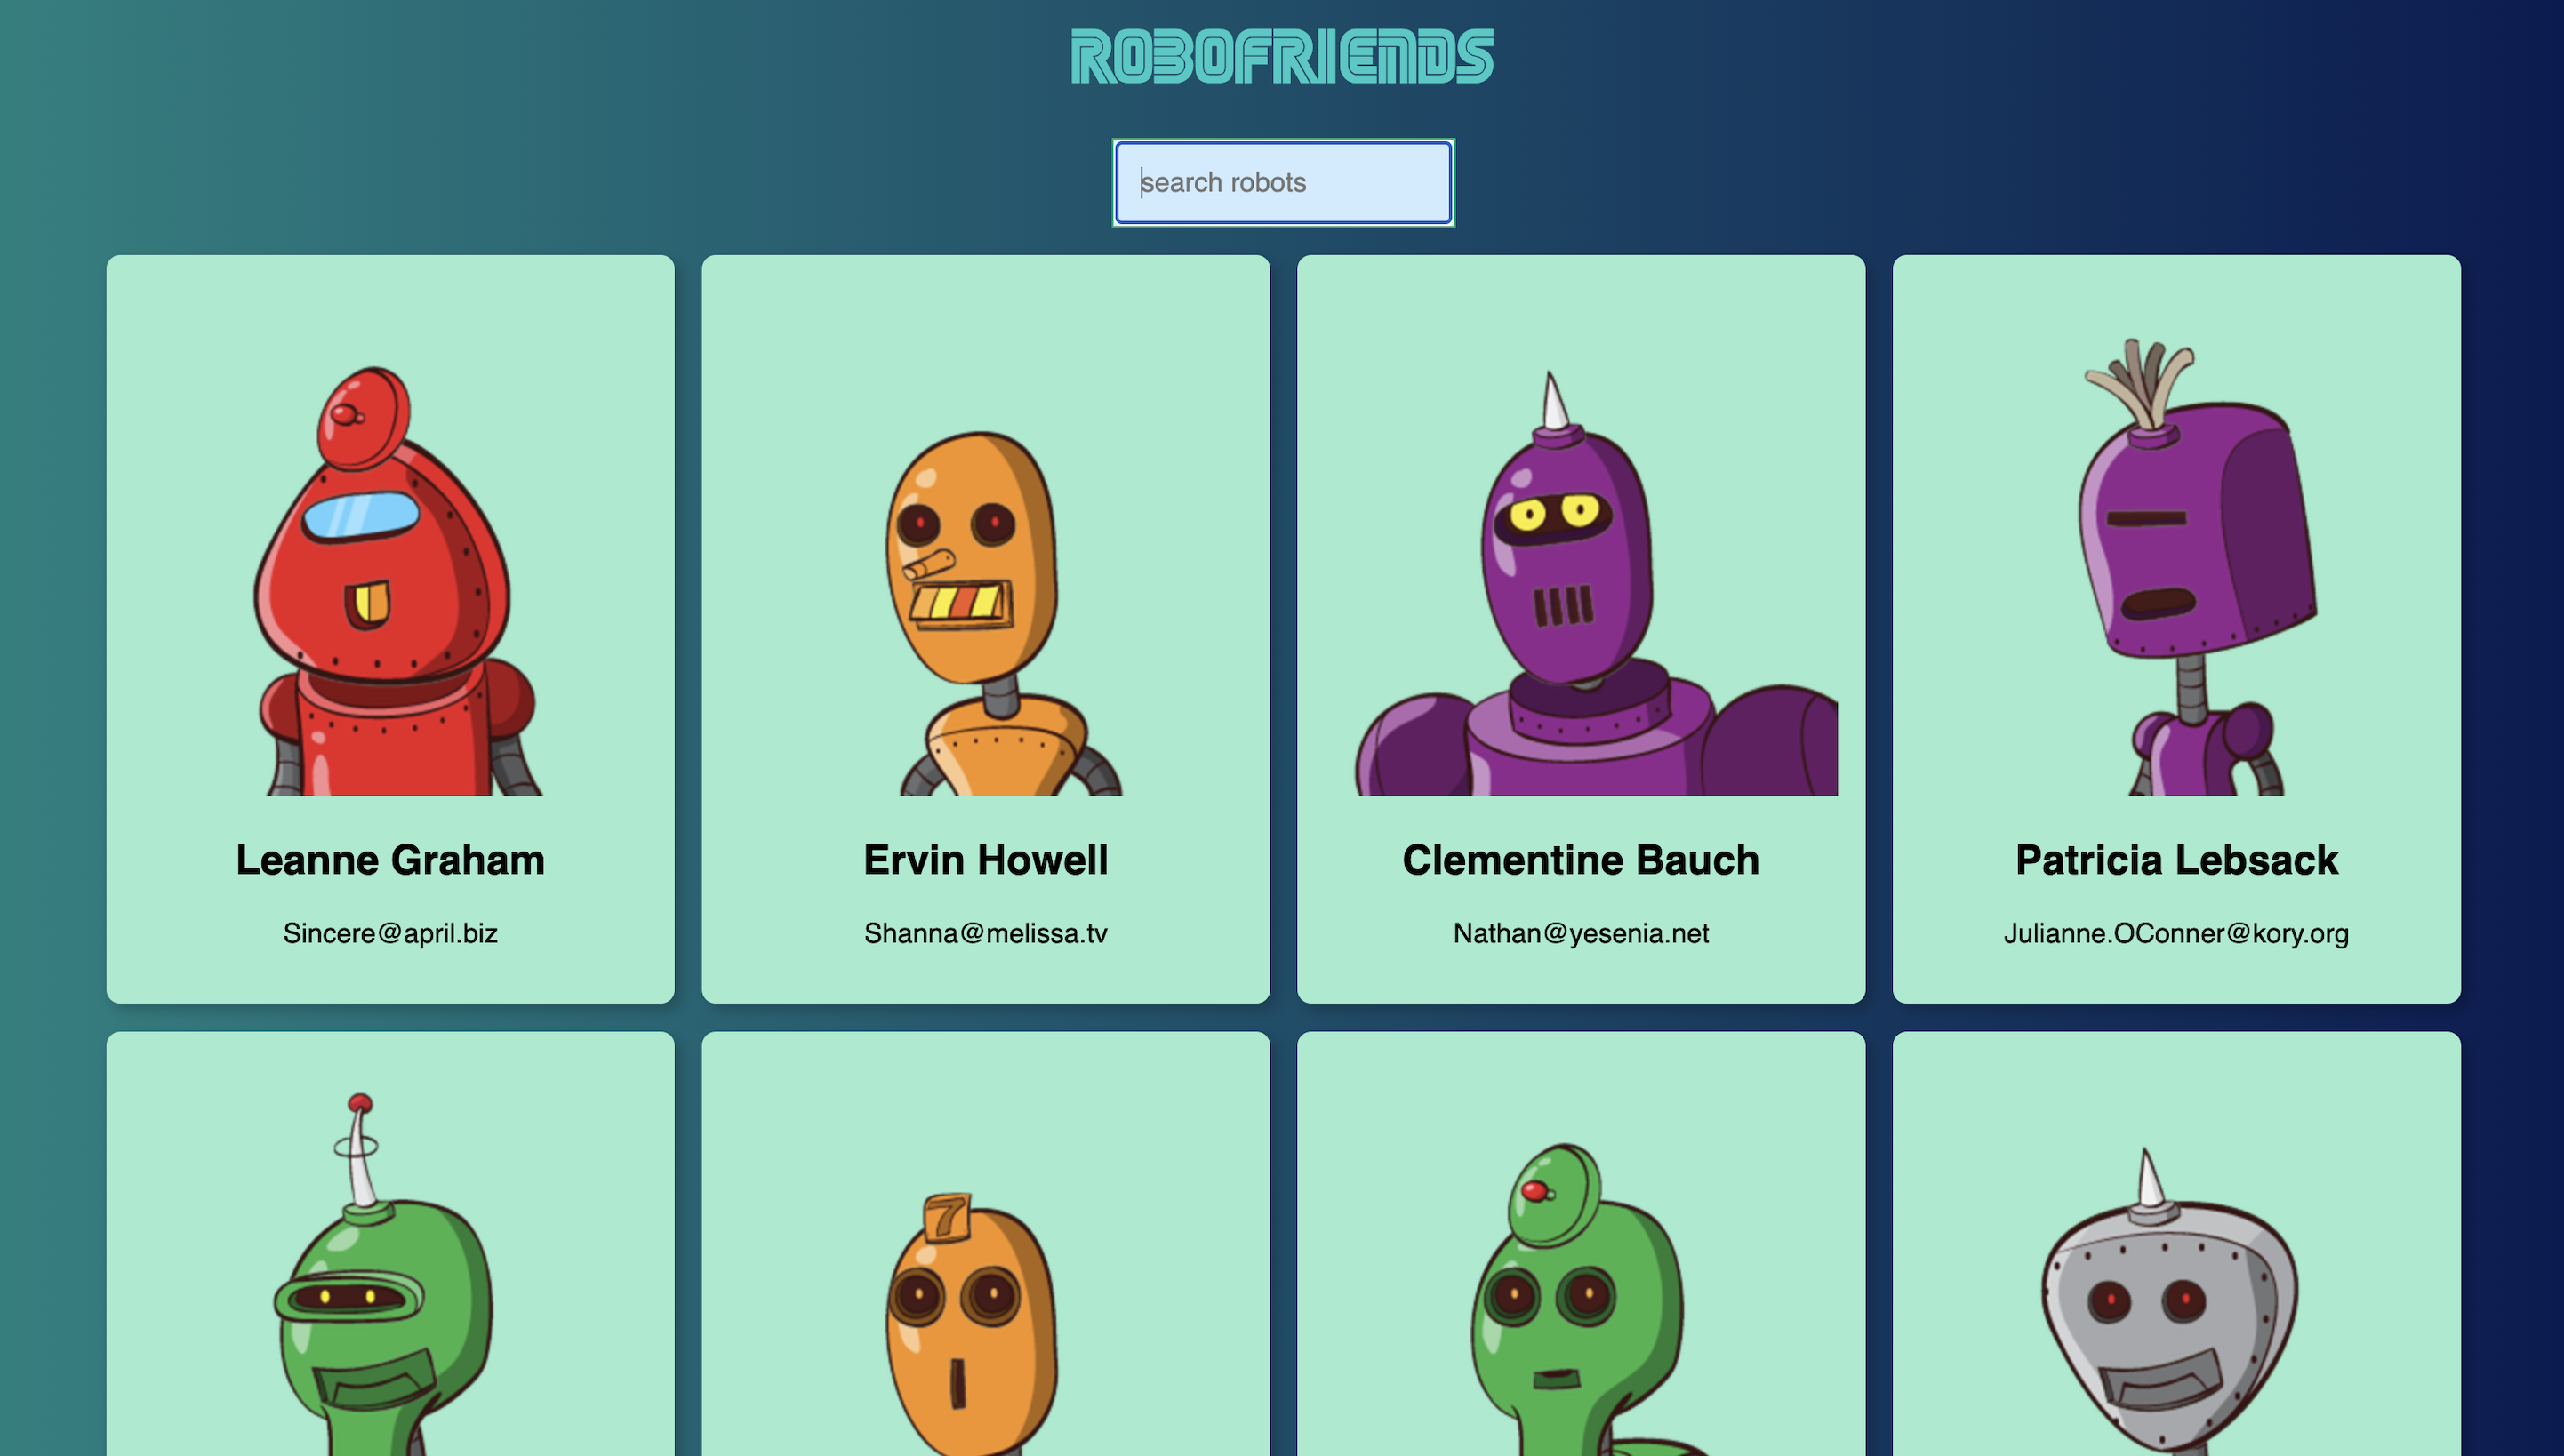 ROBOFRIENDS
search robots
Leanne Graham
Ervin Howell
Clementine Bauch
Patricia Lebsack
Sincere@april.biz
Shanna@melissa.tv
Nathan@yesenia.net
Julianne.OConner@kory.org
7